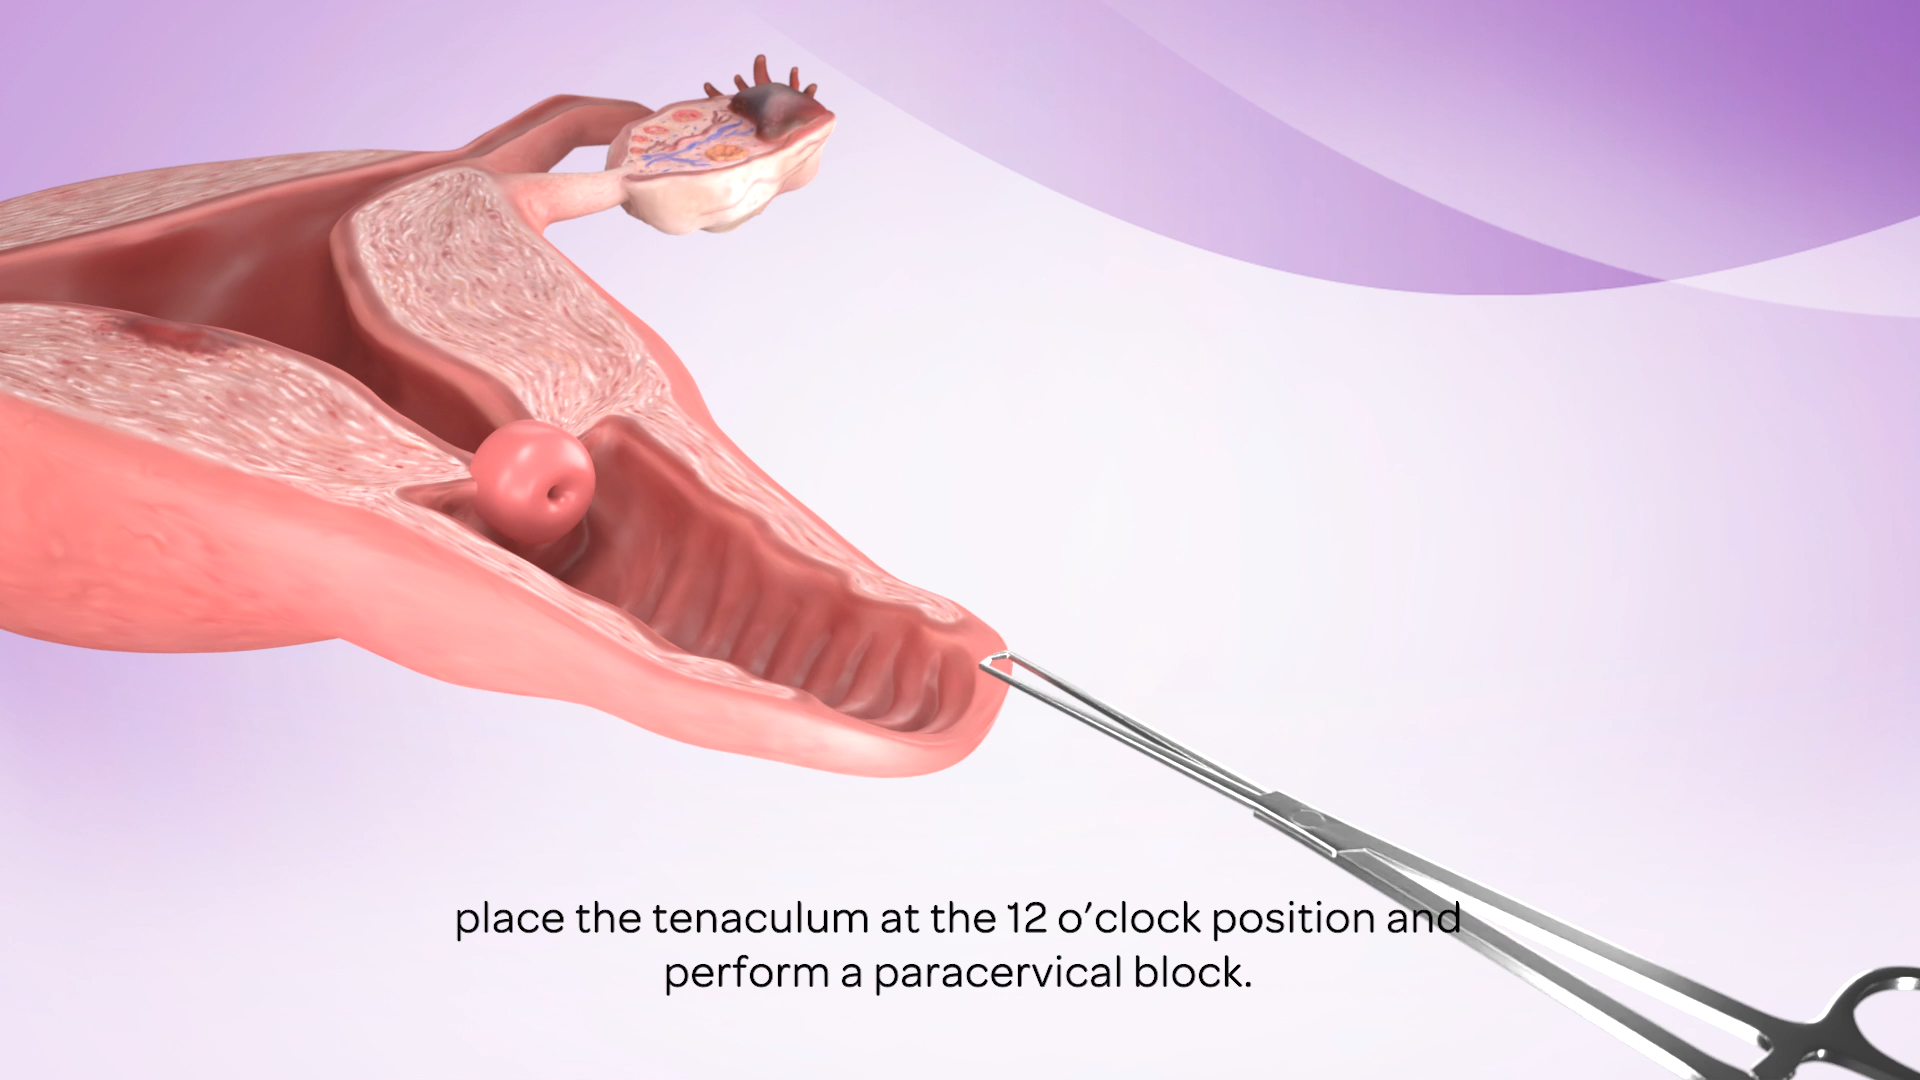 place the tenaculum at the 12 o’clock position and
perform a paracervical block.